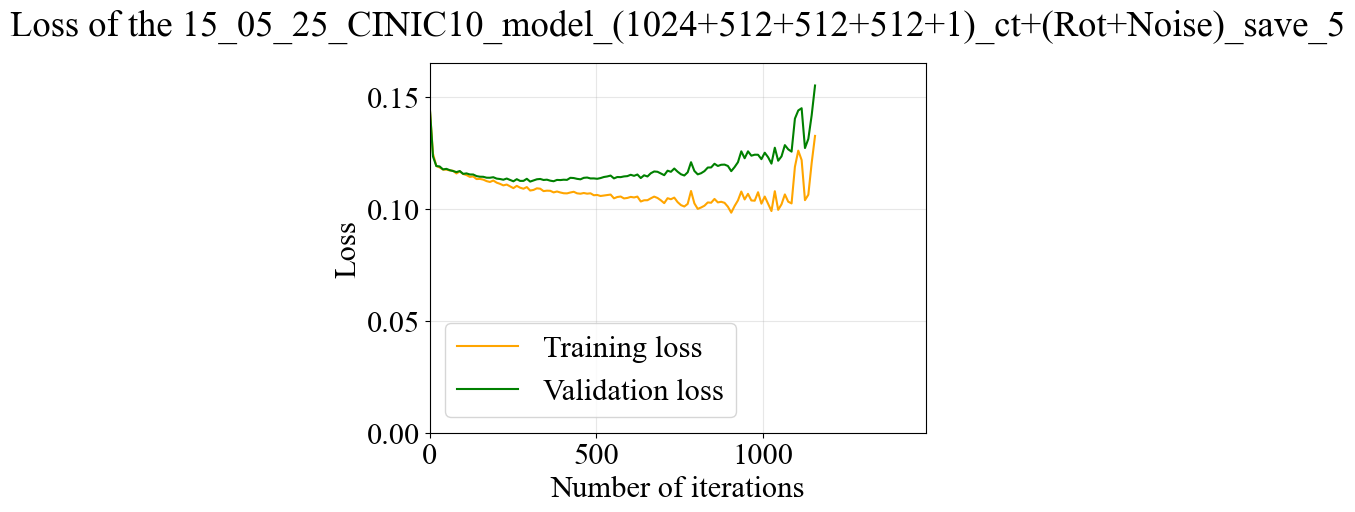 Loss of the 15_05_25_CINIC10_model_(1024+512+512+512+1)_ct+(Rot+Noise)_save_5
0.15
0.10
0.05
0.00
Loss
Training loss
Validation loss
0
500
1000
Number of iterations